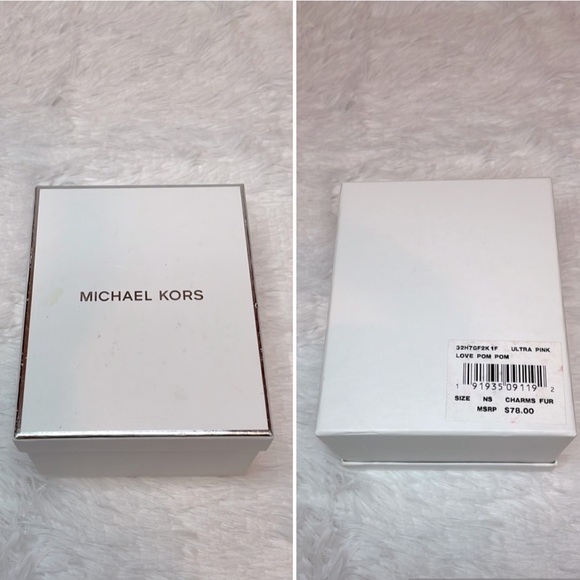 MICHAEL KORS
32H7GF2K1F ULTRA PINK
LOVE POM POM
1 91935 09119 2
SIZE NS CHARMS FUR
MSRP $78.00